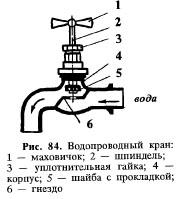 1
2
3
4
5
вода
6
Рис. 84. Водопроводный кран:
1 — маховичок; 2 — шпиндель;
3 — уплотнительная гайка; 4 —
корпус; 5 — шайба с прокладкой;
6 — гнездо